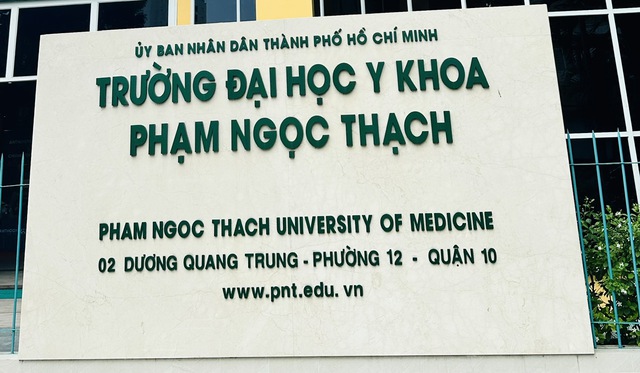 ỦY BAN NHÂN DÂN THÀNH PHỐ HỒ CHÍ MINH
TRƯỜNG ĐẠI HỌC Y KHOA
PHẠM NGỌC THẠCH
PHAM NGOC THACH UNIVERSITY OF MEDICINE
02 DƯƠNG QUANG TRUNG - PHƯỜNG 12 - QUẬN 10
www.pnt.edu. vn